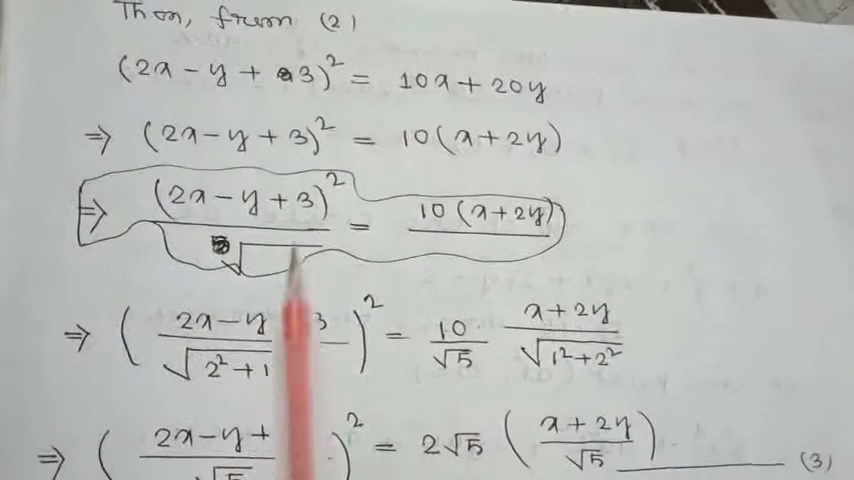 Then, from (2)
(2x - y + 3)² = 10x + 20y
⇒ (2x - y + 3)² = 10(x + 2y)
⇒ (2x - y + 3)² / √ = 10(x + 2y) /
⇒ ((2x - y 3) / √(2² + 1))² = 10/√5 (x + 2y)/√(1² + 2²)
⇒ ((2x - y +) / √5)² = 2√5 ((x + 2y)/√5) (3)